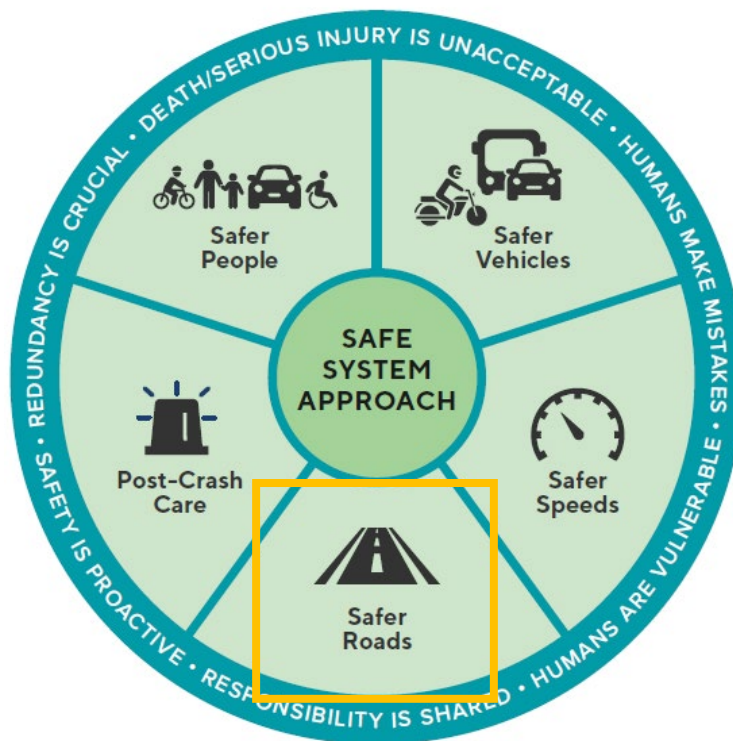 DEATH/SERIOUS INJURY IS UNACCEPTABLE • HUMANS MAKE MISTAKES • HUMANS ARE VULNERABLE • RESPONSIBILITY IS SHARED • SAFETY IS PROACTIVE • REDUNDANCY IS CRUCIAL •
Safer
People
Safer
Vehicles
SAFE
SYSTEM
APPROACH
Post-Crash
Care
Safer
Speeds
Safer
Roads